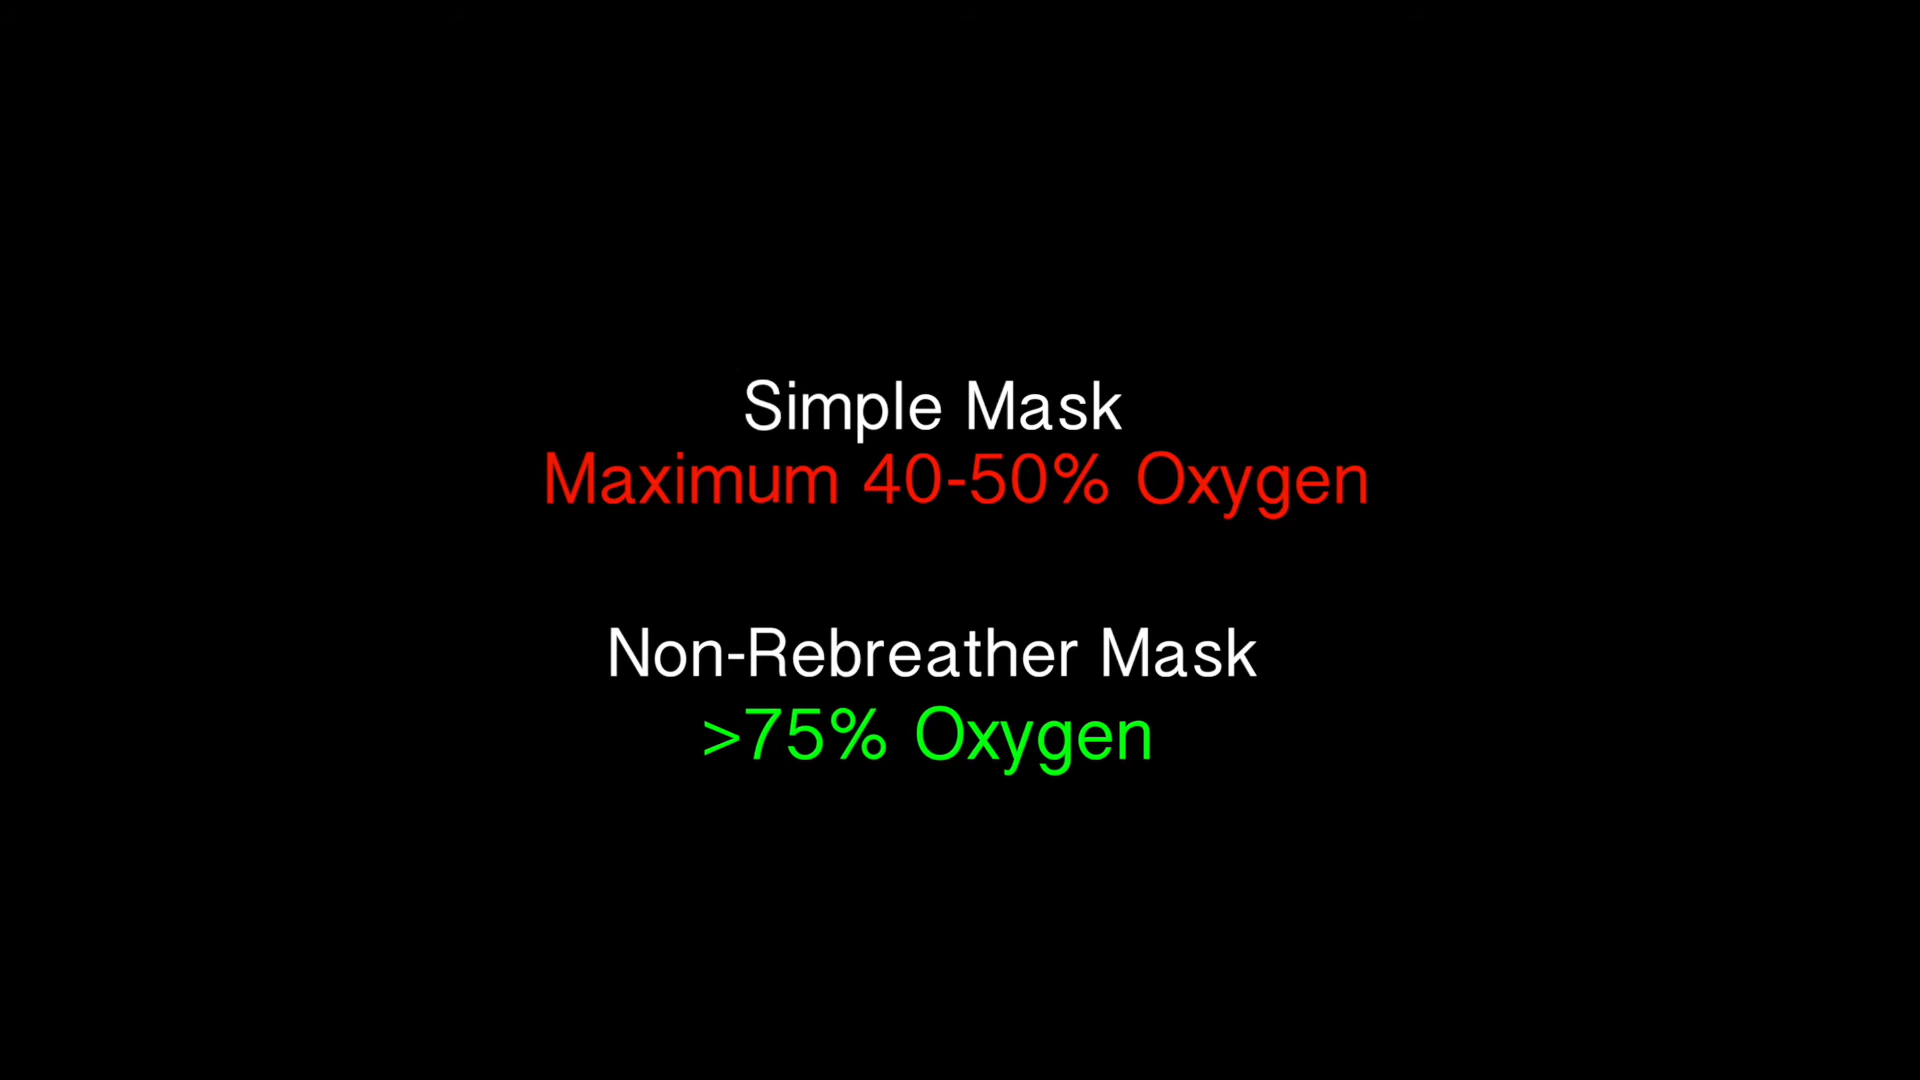 Simple Mask
Maximum 40-50% Oxygen
Non-Rebreather Mask
>75% Oxygen